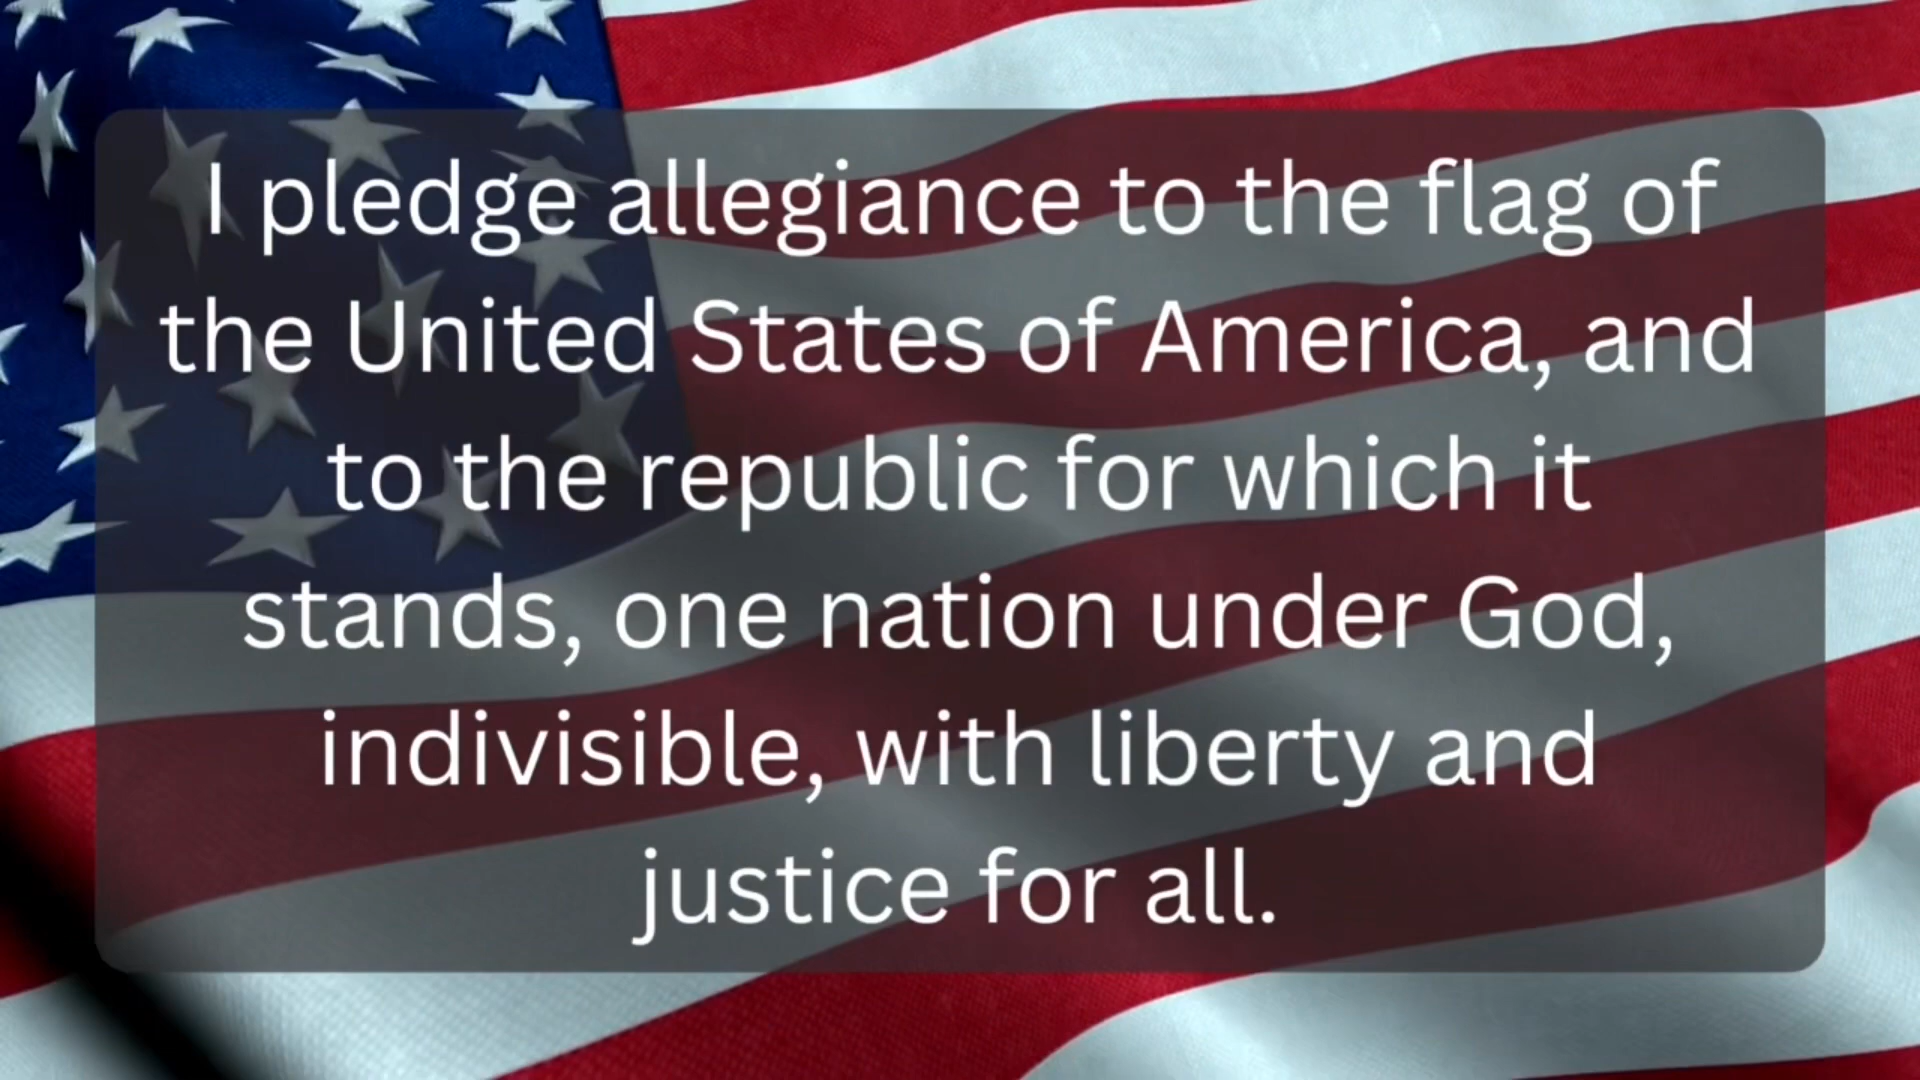 I pledge allegiance to the flag of
the United States of America, and
to the republic for which it
stands, one nation under God,
indivisible, with liberty and
justice for all.